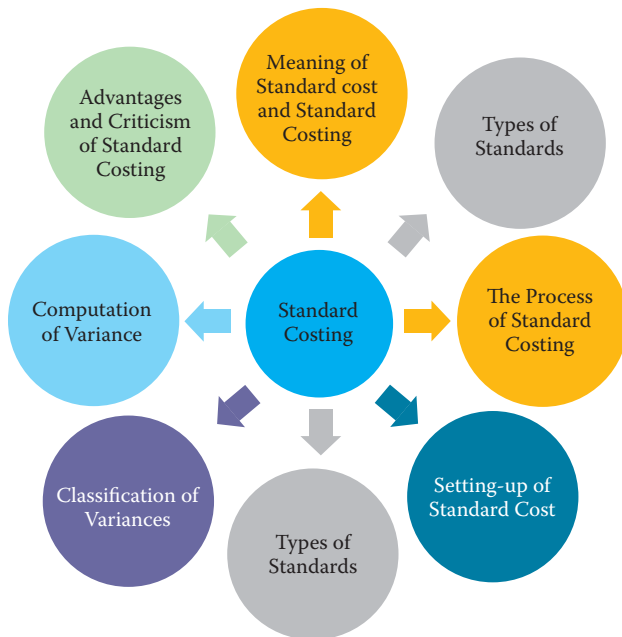 Meaning of
Standard cost
and Standard
Costing
Types of
Standards
The Process
of Standard
Costing
Setting-up of
Standard Cost
Types of
Standards
Classification of
Variances
Computation
of Variance
Advantages
and Criticism
of Standard
Costing
Standard
Costing